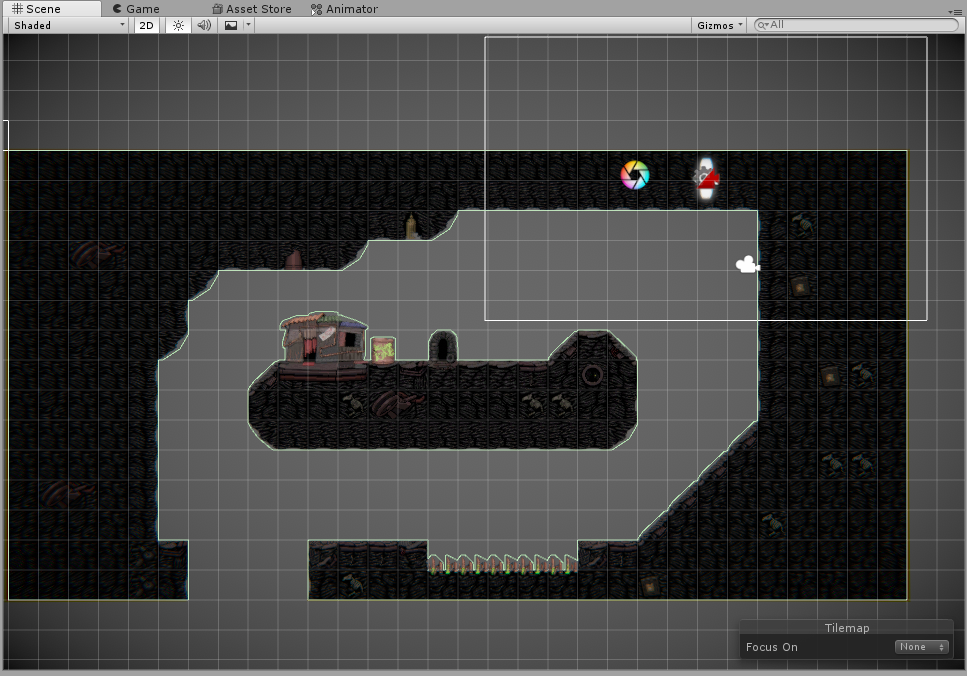 Scene Game Asset Store Animator
Shaded 2D Gizmos All
Tilemap
Focus On None